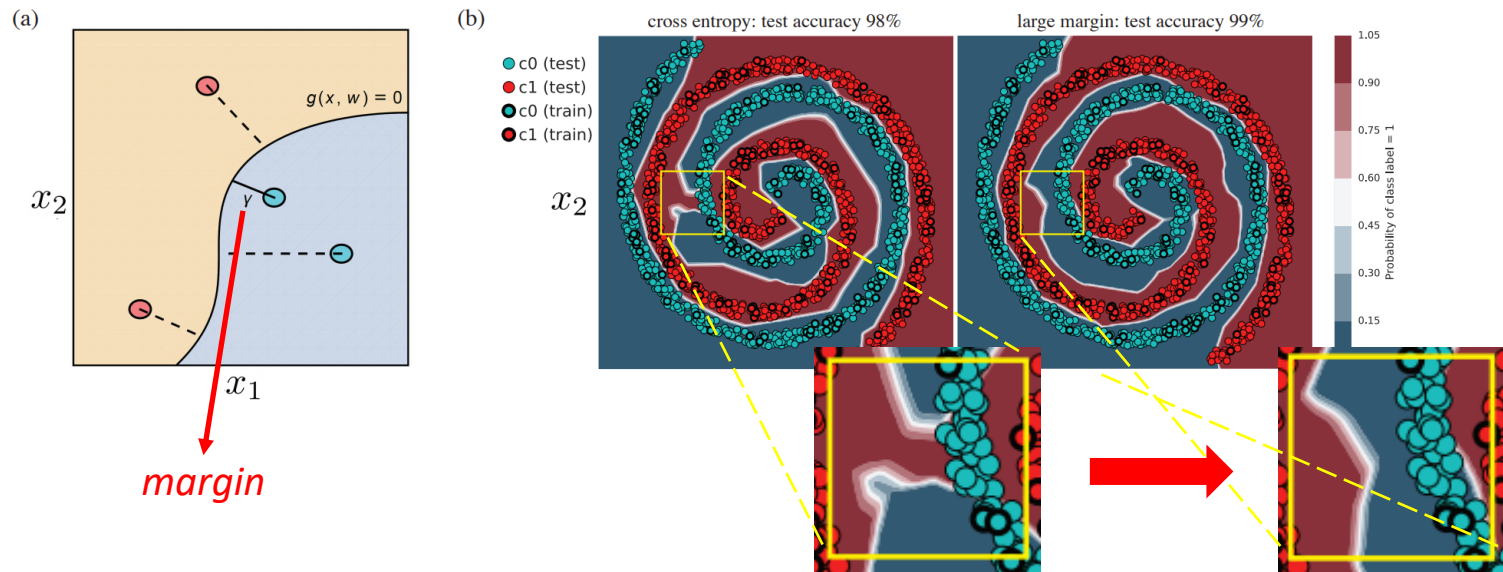 (a)
g(x, w) = 0
γ
x₂
x₁
margin
(b)
cross entropy: test accuracy 98%
large margin: test accuracy 99%
c0 (test)
c1 (test)
c0 (train)
c1 (train)
x₂
1.05
0.90
0.75
0.60
0.45
0.30
0.15
Probability of class label = 1